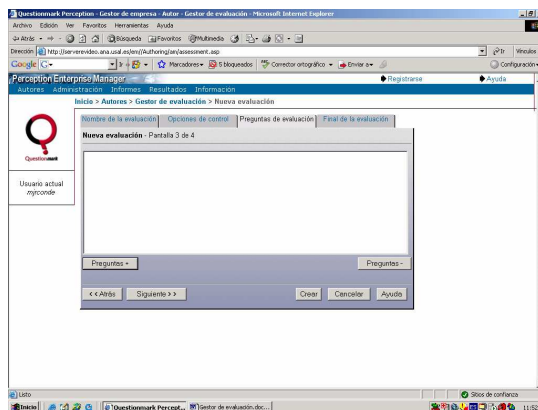 Questionmark Perception - Gestor de empresa - Autor - Gestor de evaluación - Microsoft Internet Explorer
Archivo Edición Ver Favoritos Herramientas Ayuda
Atrás Búsqueda Favoritos Multimedia
Dirección http://serverevideo.ana.usal.es/em//Authoring/ain/assessment.asp Ir Vínculos
Google G Ir Marcadores 5 bloqueados Corrector ortográfico Enviar a Configuración
Perception Enterprise Manager Registrarse Ayuda
Autores Administración Informes Resultados Información
Inicio > Autores > Gestor de evaluación > Nueva evaluación
Nombre de la evaluación Opciones de control Preguntas de evaluación Final de la evaluación
Nueva evaluación - Pantalla 3 de 4
Questionmark
Usuario actual
mjrconde
Preguntas + Preguntas -
<< Atrás Siguiente >> Crear Cancelar Ayuda
Listo Sitios de confianza
Inicio Questionmark Percept... Gestor de evaluación.doc... 11:52